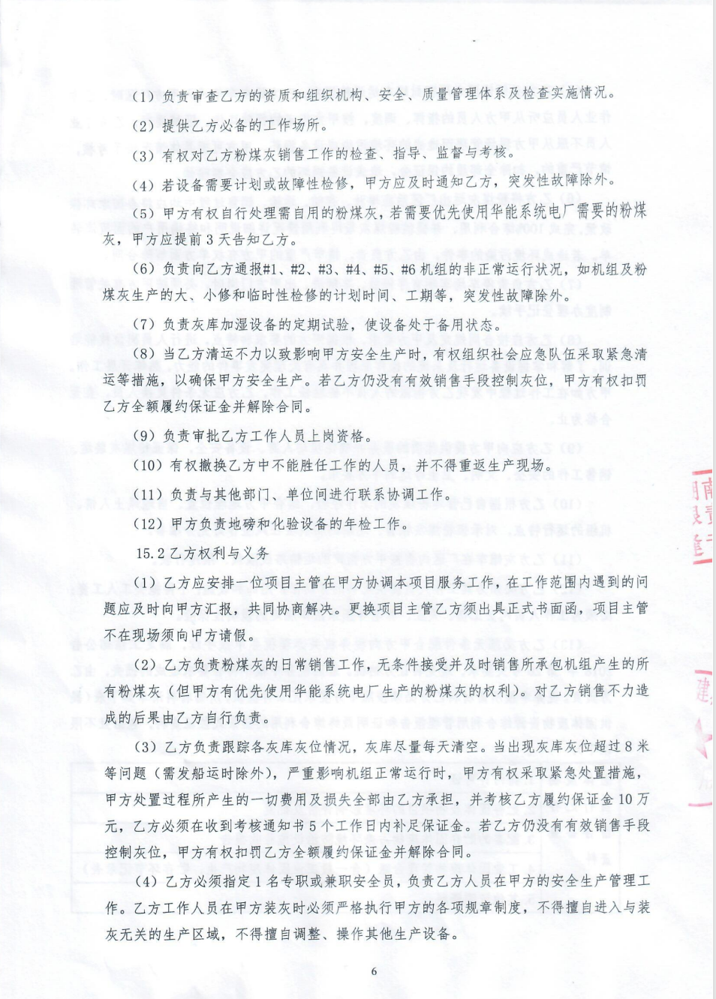 (1) 负责审查乙方的资质和组织机构、安全、质量管理体系及检查实施情况。
(2) 提供乙方必备的工作场所。
(3) 有权对乙方粉煤灰销售工作的检查、指导、监督与考核。
(4) 若设备需要计划或故障性检修，甲方应及时通知乙方，突发性故障除外。
(5) 甲方有权自行处理需自用的粉煤灰，若需要优先使用华能系统电厂需要的粉煤
灰，甲方应提前 3 天告知乙方。
(6) 负责向乙方通报#1、#2、#3、#4、#5、#6 机组的非正常运行状况，如机组及粉
煤灰生产的大、小修和临时性检修的计划时间、工期等，突发性故障除外。
(7) 负责灰库加湿设备的定期试验，使设备处于备用状态。
(8) 当乙方清运不力以致影响甲方安全生产时，有权组织社会应急队伍采取紧急清
运等措施，以确保甲方安全生产。若乙方仍没有有效销售手段控制灰位，甲方有权扣罚
乙方全额履约保证金并解除合同。
(9) 负责审批乙方工作人员上岗资格。
(10) 有权撤换乙方中不能胜任工作的人员，并不得重返生产现场。
(11) 负责与其他部门、单位间进行联系协调工作。
(12) 甲方负责地磅和化验设备的年检工作。
15.2 乙方权利与义务
(1) 乙方应安排一位项目主管在甲方协调本项目服务工作，在工作范围内遇到的问
题应及时向甲方汇报，共同协商解决。更换项目主管乙方须出具正式书面函，项目主管
不在现场须向甲方请假。
(2) 乙方负责粉煤灰的日常销售工作，无条件接受并及时销售所承包机组产生的所
有粉煤灰（但甲方有优先使用华能系统电厂生产的粉煤灰的权利）。对乙方销售不力造
成的后果由乙方自行负责。
(3) 乙方负责跟踪各灰库灰位情况，灰库尽量每天清空。当出现灰库灰位超过 8 米
等问题（需发船运时除外），严重影响机组正常运行时，甲方有权采取紧急处置措施，
甲方处置过程所产生的一切费用及损失全部由乙方承担，并考核乙方履约保证金 10 万
元，乙方必须在收到考核通知书 5 个工作日内补足保证金。若乙方仍没有有效销售手段
控制灰位，甲方有权扣罚乙方全额履约保证金并解除合同。
(4) 乙方必须指定 1 名专职或兼职安全员，负责乙方人员在甲方的安全生产管理工
作。乙方工作人员在甲方装灰时必须严格执行甲方的各项规章制度，不得擅自进入与装
灰无关的生产区域，不得擅自调整、操作其他生产设备。
6